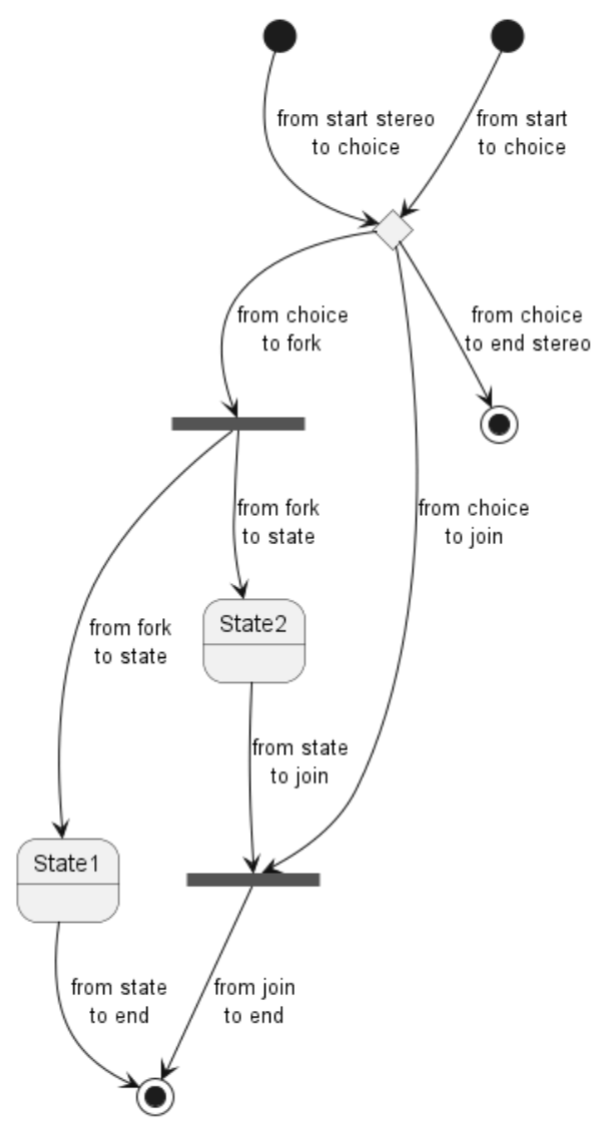 from start stereo
to choice
from start
to choice
from choice
to fork
from choice
to end stereo
from fork
to state
from choice
to join
from fork
to state
State2
from state
to join
State1
from state
to end
from join
to end